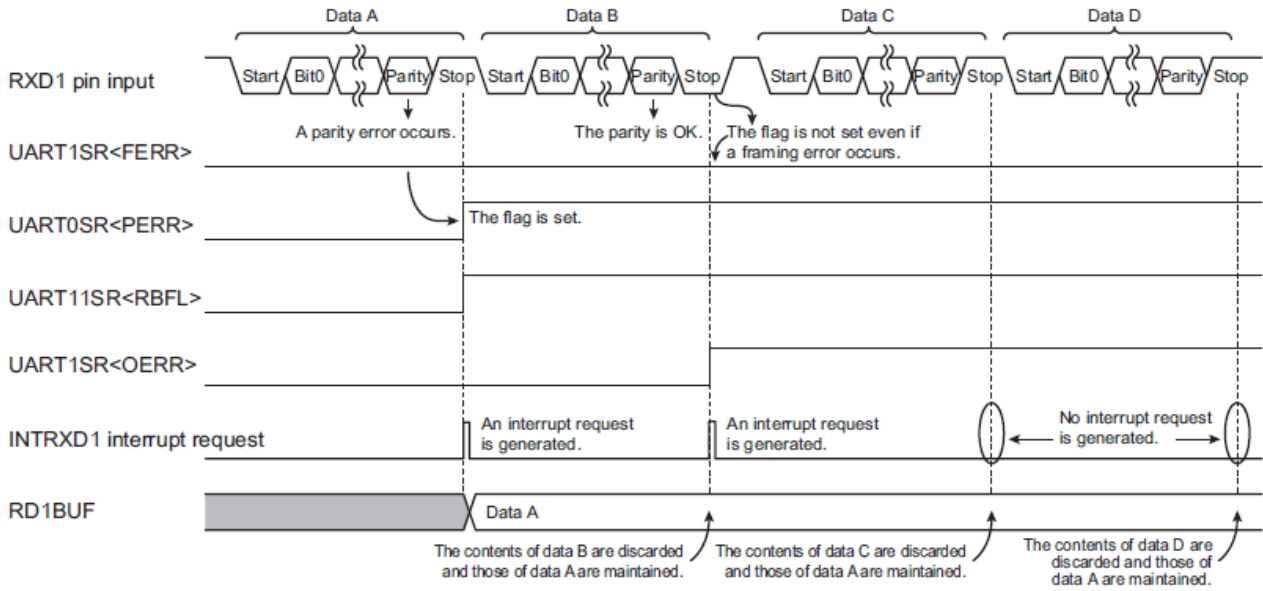 Data A
Data B
Data C
Data D
RXD1 pin input
Start Bit0 Parity Stop Start Bit0 Parity Stop Start Bit0 Parity Stop Start Bit0 Parity Stop
A parity error occurs.
The parity is OK.
The flag is not set even if
a framing error occurs.
UART1SR<FERR>
UART0SR<PERR>
The flag is set.
UART11SR<RBFL>
UART1SR<OERR>
INTRXD1 interrupt request
An interrupt request
is generated.
An interrupt request
is generated.
No interrupt request
is generated.
RD1BUF
Data A
The contents of data B are discarded
and those of data A are maintained.
The contents of data C are discarded
and those of data A are maintained.
The contents of data D are
discarded and those of
data A are maintained.